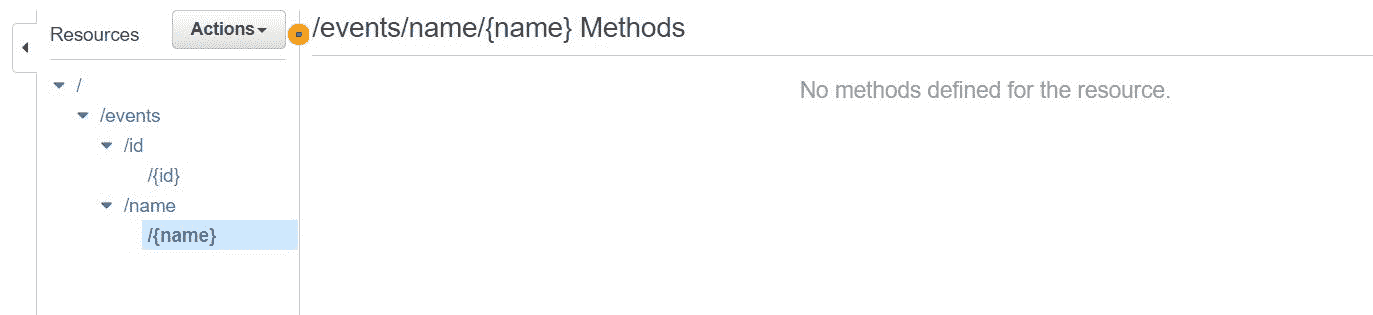 Resources
Actions
/events/name/{name} Methods
No methods defined for the resource.
/
/events
/id
/{id}
/name
/{name}